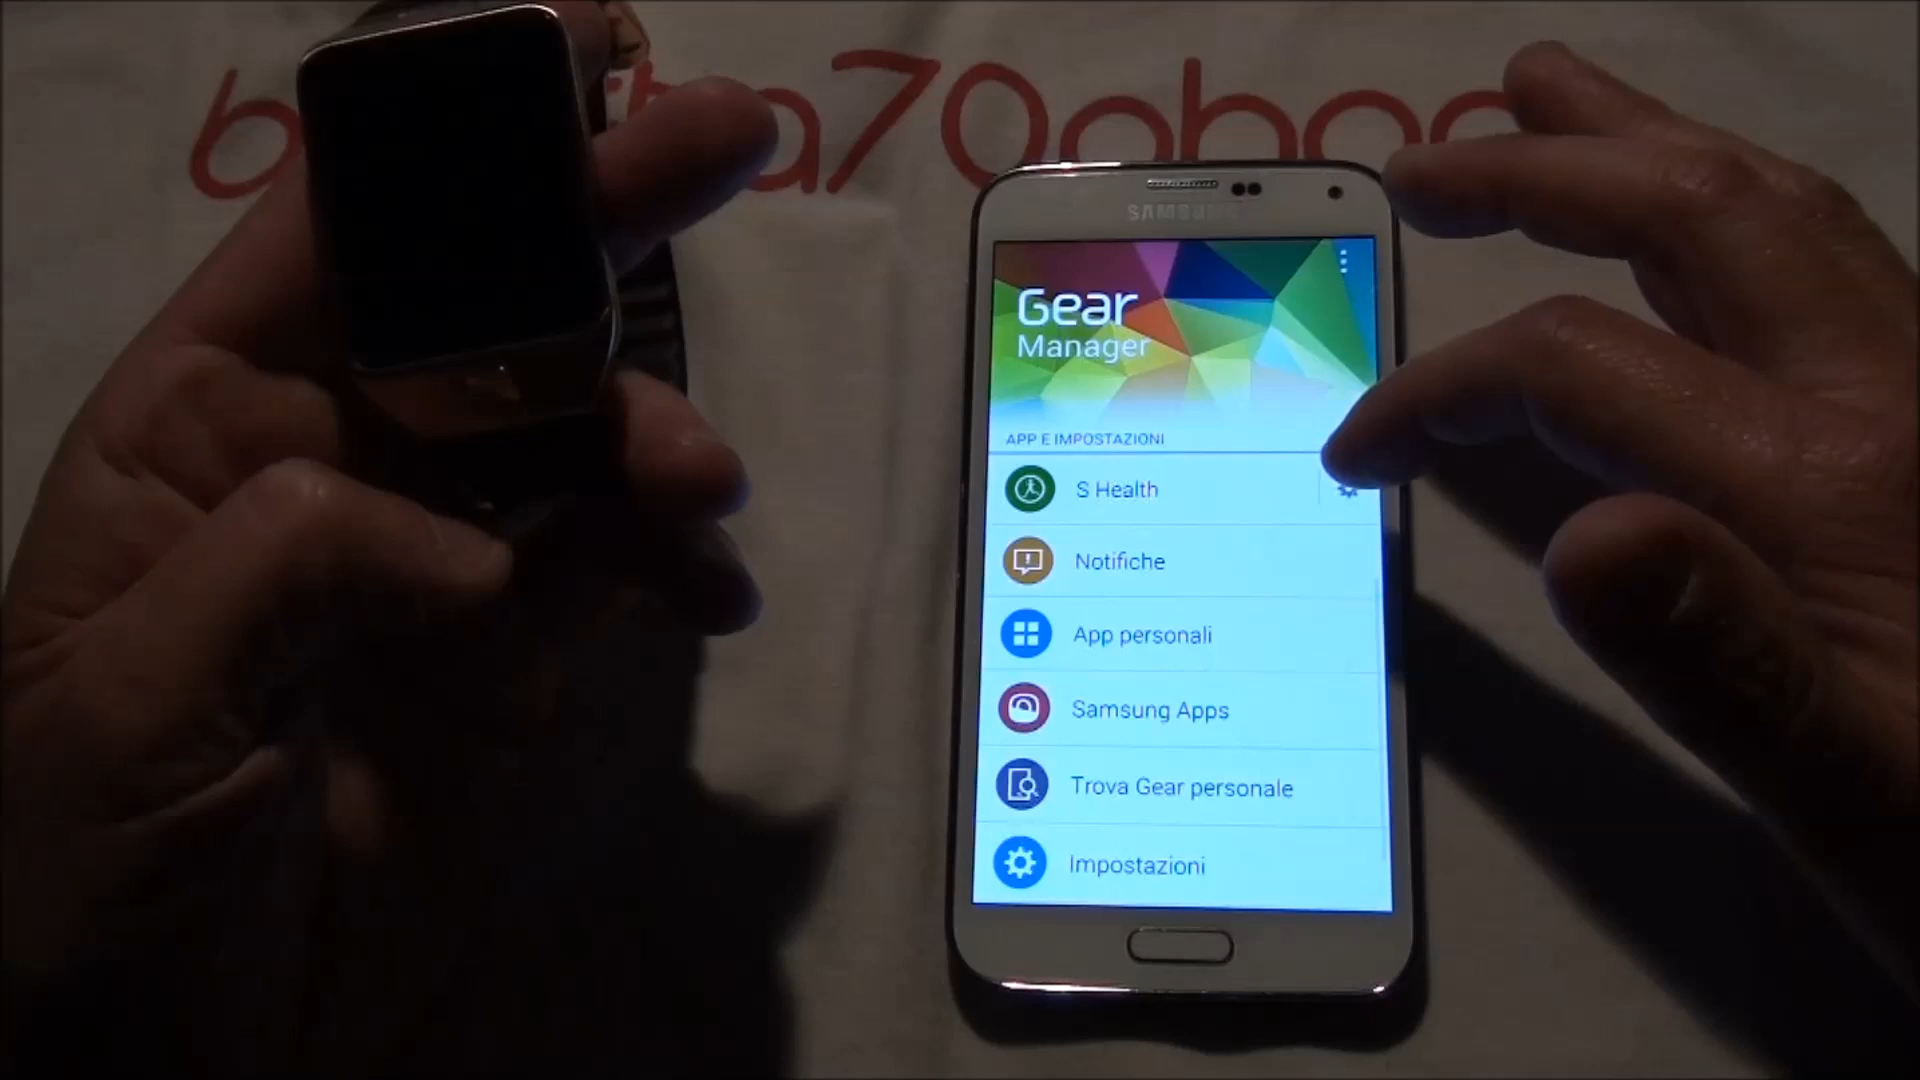 SAMSUNG
Gear
Manager
APP E IMPOSTAZIONI
S Health
Notifiche
App personali
Samsung Apps
Trova Gear personale
Impostazioni